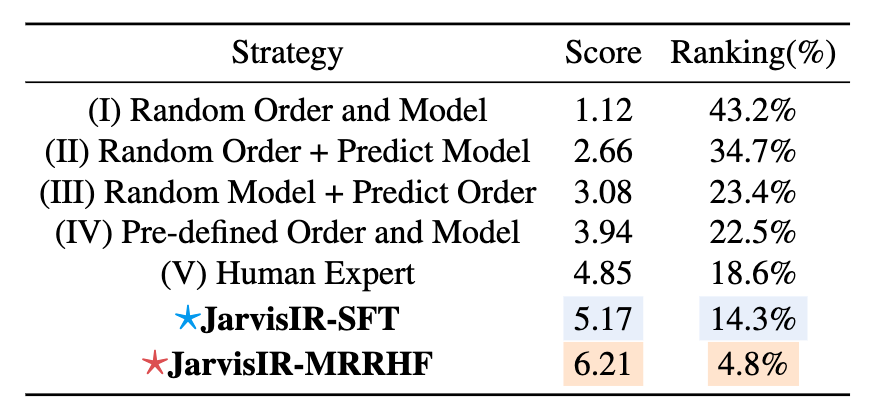 Strategy Score Ranking(%)
(I) Random Order and Model 1.12 43.2%
(II) Random Order + Predict Model 2.66 34.7%
(III) Random Model + Predict Order 3.08 23.4%
(IV) Pre-defined Order and Model 3.94 22.5%
(V) Human Expert 4.85 18.6%
★JarvisIR-SFT 5.17 14.3%
★JarvisIR-MRRHF 6.21 4.8%